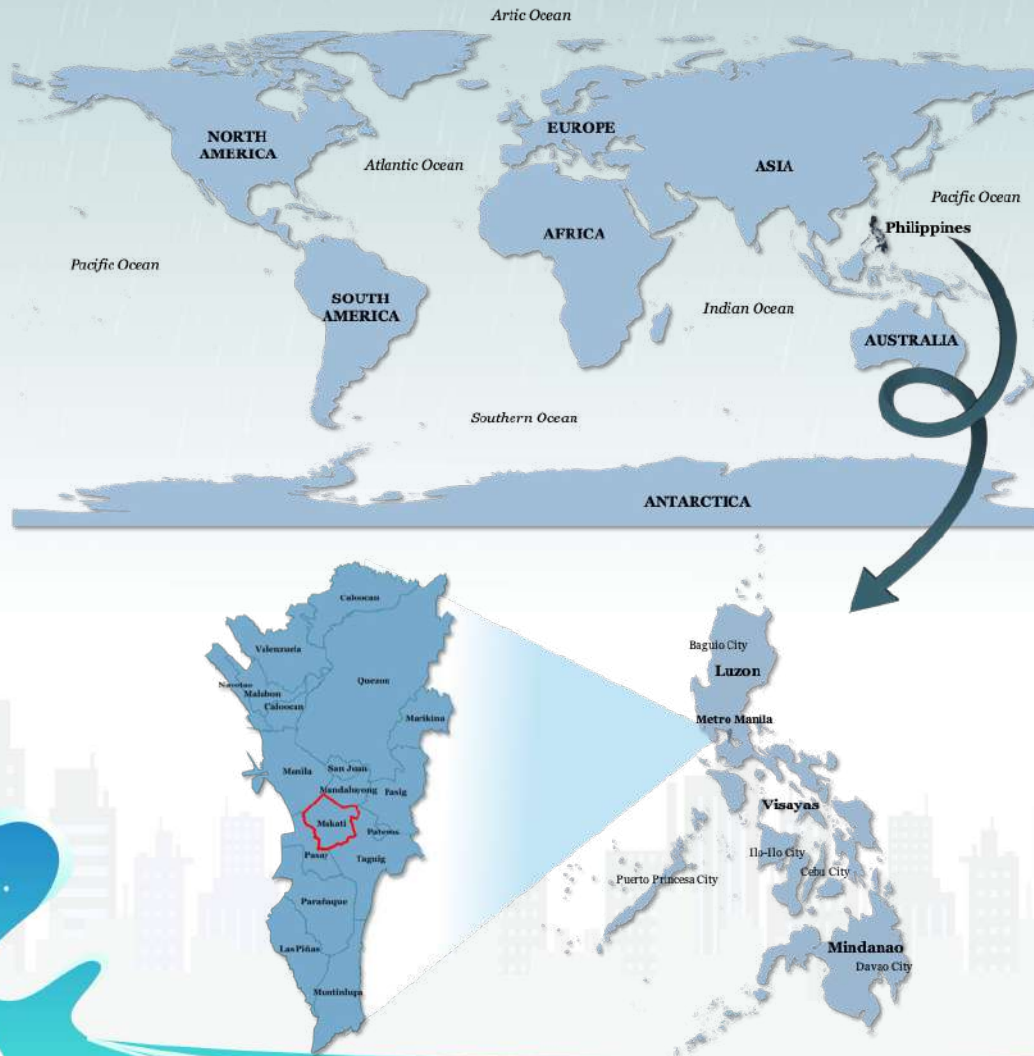 Artic Ocean
NORTH
AMERICA
EUROPE
ASIA
Atlantic Ocean
Pacific Ocean
Philippines
AFRICA
Pacific Ocean
SOUTH
AMERICA
Indian Ocean
AUSTRALIA
Southern Ocean
ANTARCTICA
Caloocan
Valenzuela
Quezon
Navotas
Malabon
Caloocan
Marikina
Manila
San Juan
Mandaluyong
Pasig
Makati
Pateros
Pasay
Taguig
Parañaque
Las Piñas
Muntinlupa
Baguio City
Luzon
Metro Manila
Visayas
Ilo-Ilo City
Cebu City
Puerto Princesa City
Mindanao
Davao City